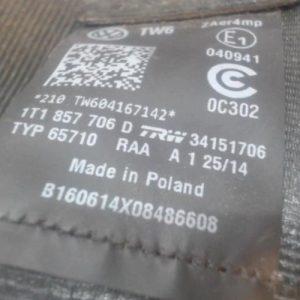 TW6 2Aer4mp
E1
040941
0C302
*210 TW604167142*
1T1 857 706 D TRW 34151706
TYP 65710 RAA A 1 25/14
Made in Poland
B160614X08486608